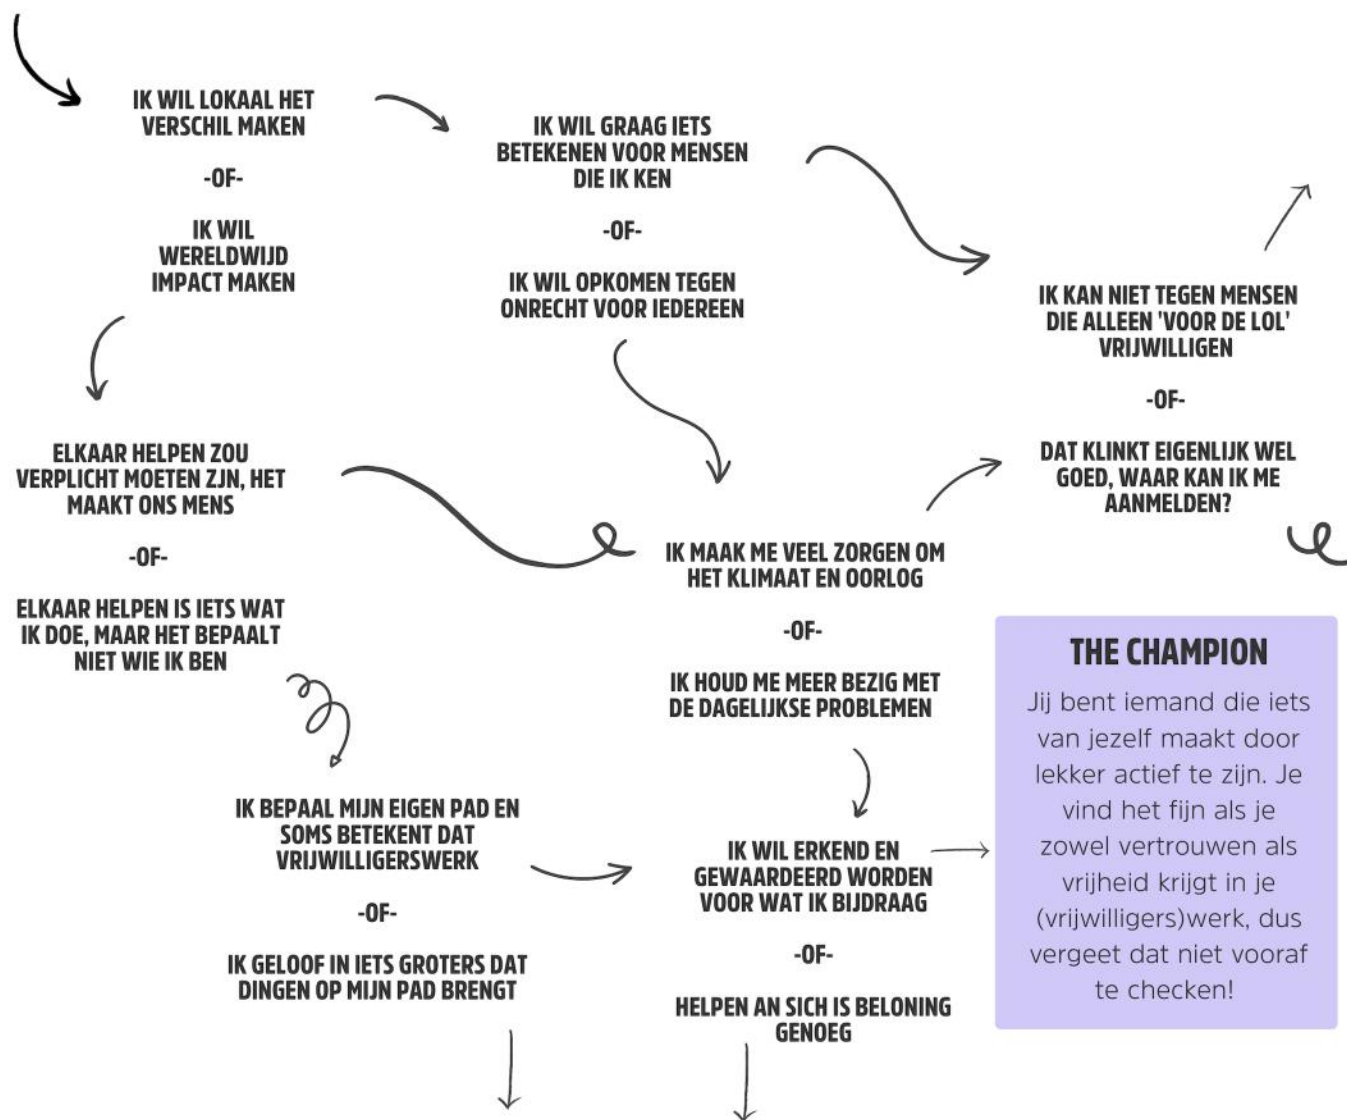 IK WIL LOKAAL HET
VERSCHIL MAKEN
-OF-
IK WIL
WERELDWIJD
IMPACT MAKEN
IK WIL GRAAG IETS
BETEKENEN VOOR MENSEN
DIE IK KEN
-OF-
IK WIL OPKOMEN TEGEN
ONRECHT VOOR IEDEREEN
IK KAN NIET TEGEN MENSEN
DIE ALLEEN 'VOOR DE LOL'
VRIJWILLIGEN
-OF-
DAT KLINKT EIGENLIJK WEL
GOED, WAAR KAN IK ME
AANMELDEN?
ELKAAR HELPEN ZOU
VERPLICHT MOETEN ZJN, HET
MAAKT ONS MENS
-OF-
ELKAAR HELPEN IS IETS WAT
IK DOE, MAAR HET BEPAALT
NIET WIE IK BEN
IK MAAK ME VEEL ZORGEN OM
HET KLIMAAT EN OORLOG
-OF-
IK HOUD ME MEER BEZIG MET
DE DAGELIJKSE PROBLEMEN
IK BEPAAL MIJN EIGEN PAD EN
SOMS BETEKENT DAT
VRIJWILLIGERSWERK
-OF-
IK GELOOF IN IETS GROTERS DAT
DINGEN OP MIJN PAD BRENGT
IK WIL ERKEND EN
GEWAARDEERD WORDEN
VOOR WAT IK BIJDRAAG
-OF-
HELPEN AN SICH IS BELONING
GENOEG
THE CHAMPION
Jij bent iemand die iets
van jezelf maakt door
lekker actief te zijn. Je
vind het fijn als je
zowel vertrouwen als
vrijheid krijgt in je
(vrijwilligers)werk, dus
vergeet dat niet vooraf
te checken!